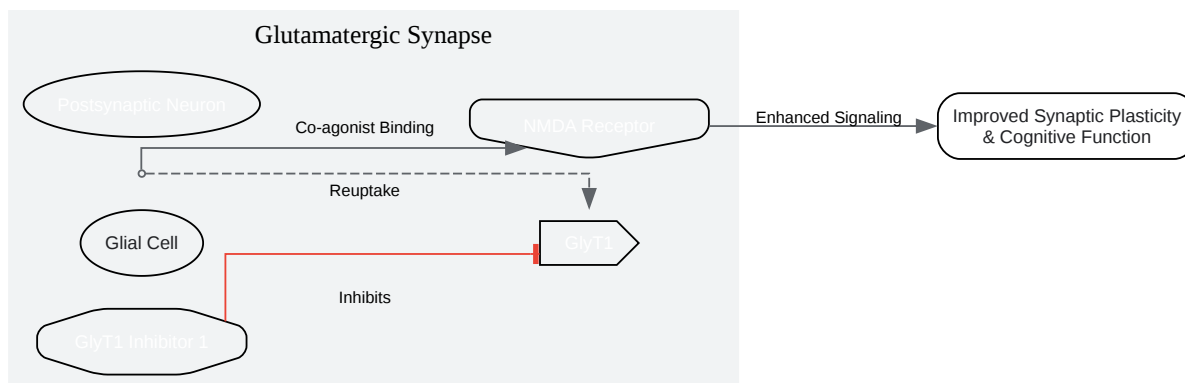 Glutamatergic Synapse
Postsynaptic Neuron
Co-agonist Binding
NMDA Receptor
Enhanced Signaling
Improved Synaptic Plasticity
& Cognitive Function
Reuptake
Glial Cell
GlyT1
Inhibits
GlyT1 Inhibitor 1